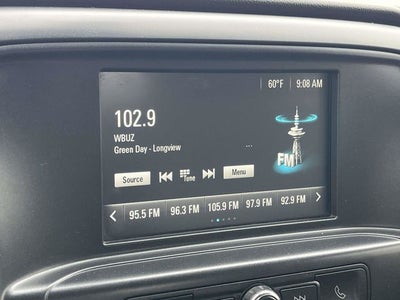 60°F 9:08 AM
102.9
WBUZ
Green Day - Longview
...
FM
Source Tune Menu
95.5 FM 96.3 FM 105.9 FM 97.9 FM 92.9 FM